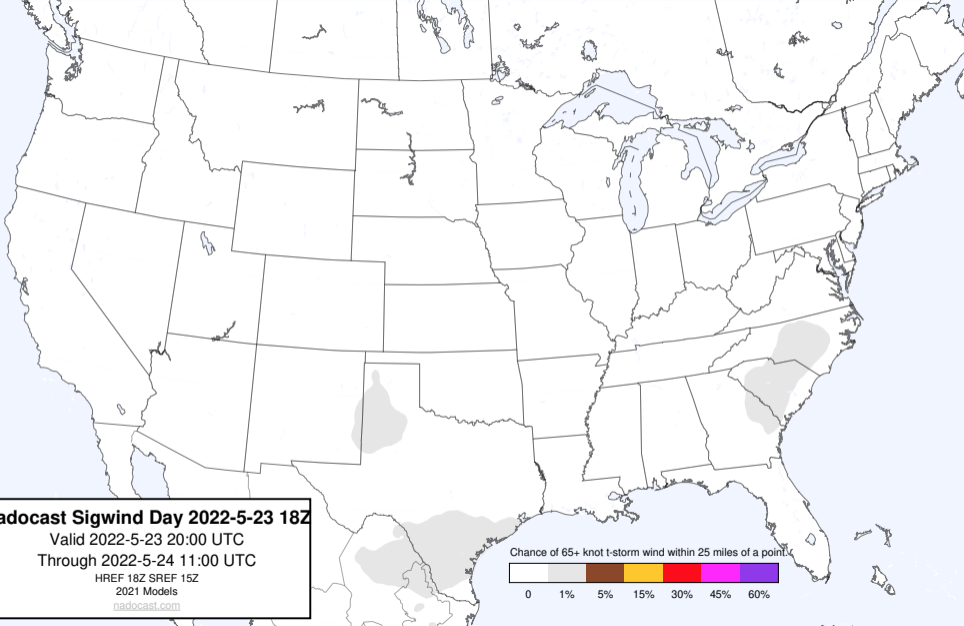 adocast Sigwind Day 2022-5-23 18Z
Valid 2022-5-23 20:00 UTC
Through 2022-5-24 11:00 UTC
HREF 18Z SREF 15Z
2021 Models
nadocast.com
Chance of 65+ knot t-storm wind within 25 miles of a point.
0 1% 5% 15% 30% 45% 60%